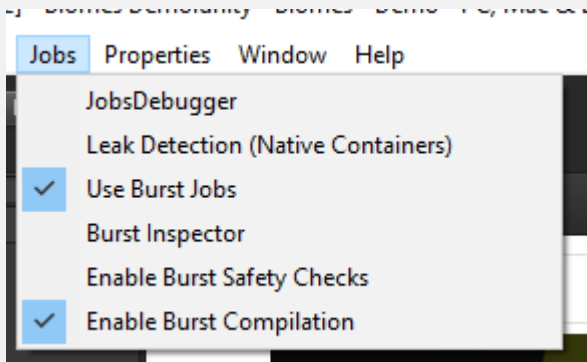 Jobs Properties Window Help
JobsDebugger
Leak Detection (Native Containers)
Use Burst Jobs
Burst Inspector
Enable Burst Safety Checks
Enable Burst Compilation